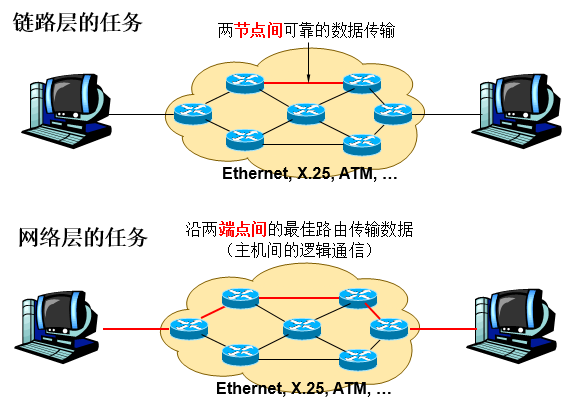 链路层的任务
两节点间可靠的数据传输
Ethernet, X.25, ATM, …
网络层的任务
沿两端点间的最佳路由传输数据
（主机间的逻辑通信）
Ethernet, X.25, ATM, …